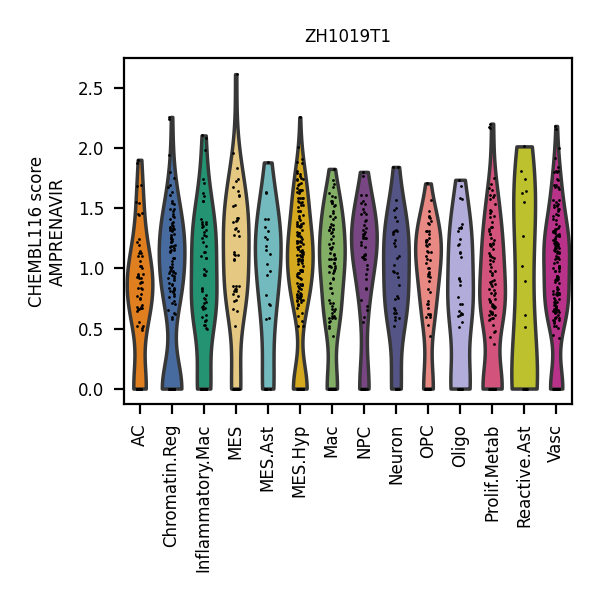 ZH1019T1
CHEMBL116 score
AMPRENAVIR
2.5
2.0
1.5
1.0
0.5
0.0
AC
Chromatin.Reg
Inflammatory.Mac
MES
MES.Ast
MES.Hyp
Mac
NPC
Neuron
OPC
Oligo
Prolif.Metab
Reactive.Ast
Vasc